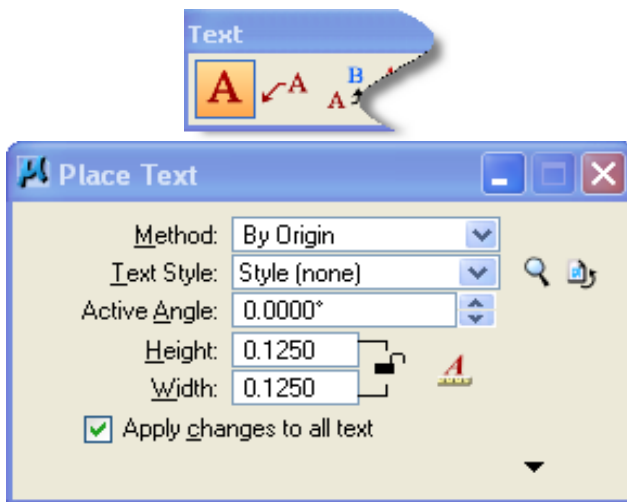 Text
A A A B
Place Text
Method: By Origin
Text Style: Style (none)
Active Angle: 0.0000°
Height: 0.1250
Width: 0.1250
A
Apply changes to all text